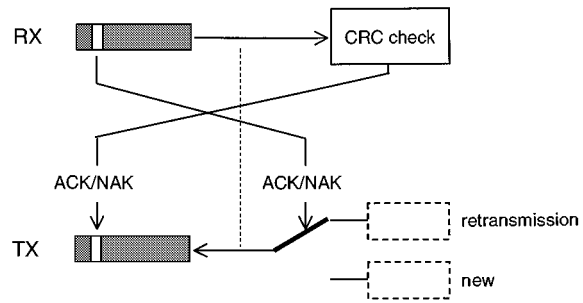 RX
CRC check
ACK/NAK
ACK/NAK
retransmission
TX
new